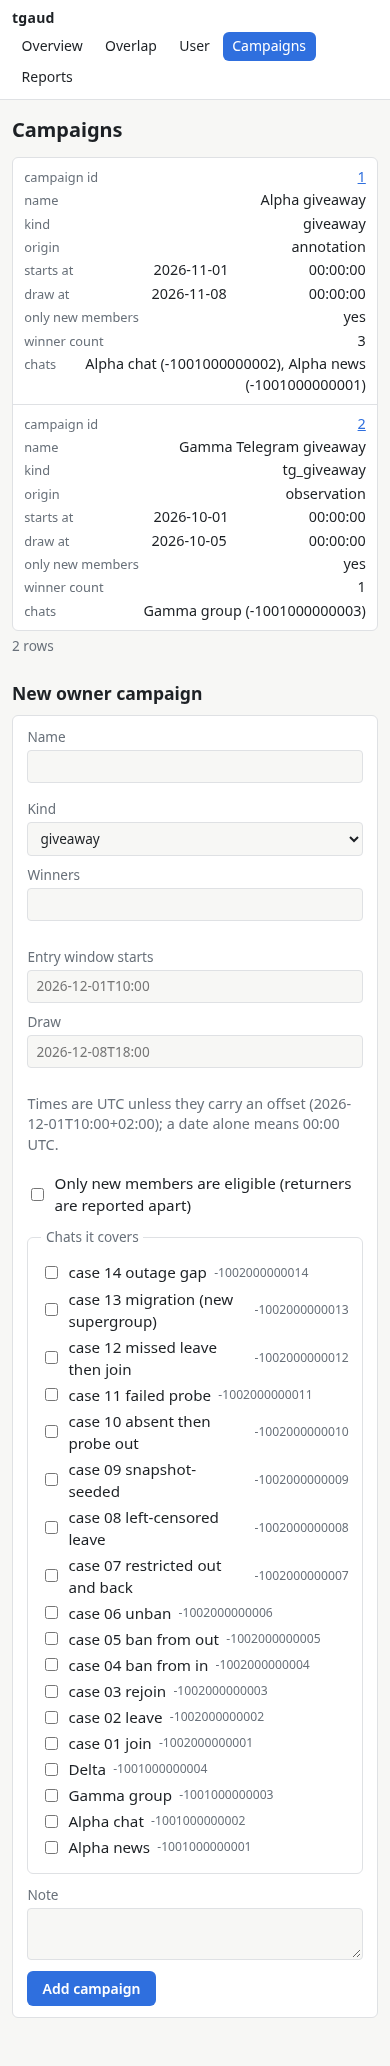 tgaud
Overview Overlap User Campaigns
Reports
Campaigns
campaign id 1
name Alpha giveaway
kind giveaway
origin annotation
starts at 2026-11-01 00:00:00
draw at 2026-11-08 00:00:00
only new members yes
winner count 3
chats Alpha chat (-1001000000002), Alpha news
(-1001000000001)
campaign id 2
name Gamma Telegram giveaway
kind tg_giveaway
origin observation
starts at 2026-10-01 00:00:00
draw at 2026-10-05 00:00:00
only new members yes
winner count 1
chats Gamma group (-1001000000003)
2 rows
New owner campaign
Name
Kind
giveaway
Winners
Entry window starts
2026-12-01T10:00
Draw
2026-12-08T18:00
Times are UTC unless they carry an offset (2026-
12-01T10:00+02:00); a date alone means 00:00
UTC.
Only new members are eligible (returners
are reported apart)
Chats it covers
case 14 outage gap -1002000000014
case 13 migration (new
supergroup) -1002000000013
case 12 missed leave
then join -1002000000012
case 11 failed probe -1002000000011
case 10 absent then
probe out -1002000000010
case 09 snapshot-
seeded -1002000000009
case 08 left-censored
leave -1002000000008
case 07 restricted out
and back -1002000000007
case 06 unban -1002000000006
case 05 ban from out -1002000000005
case 04 ban from in -1002000000004
case 03 rejoin -1002000000003
case 02 leave -1002000000002
case 01 join -1002000000001
Delta -1001000000004
Gamma group -1001000000003
Alpha chat -1001000000002
Alpha news -1001000000001
Note
Add campaign